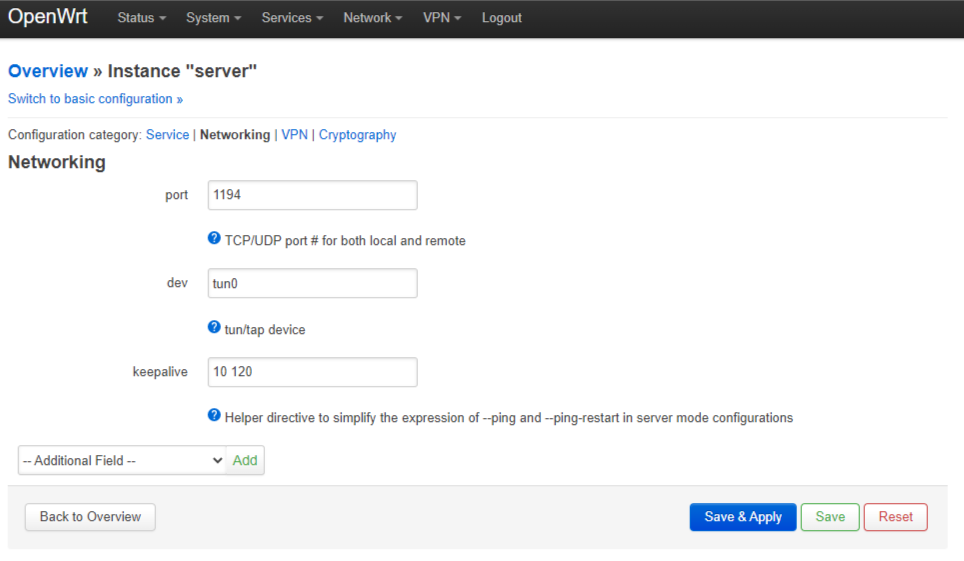 OpenWrt Status System Services Network VPN Logout
Overview » Instance "server"
Switch to basic configuration »
Configuration category: Service | Networking | VPN | Cryptography
Networking
port 1194
TCP/UDP port # for both local and remote
dev tun0
tun/tap device
keepalive 10 120
Helper directive to simplify the expression of --ping and --ping-restart in server mode configurations
-- Additional Field -- Add
Back to Overview Save & Apply Save Reset